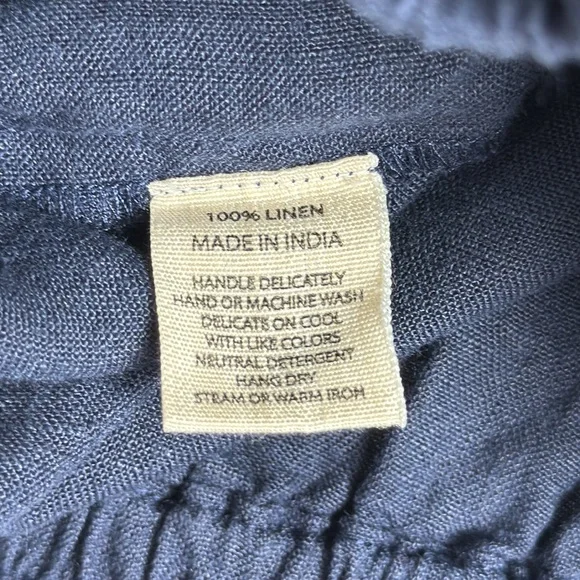 100% LINEN
MADE IN INDIA
HANDLE DELICATELY
HAND OR MACHINE WASH
DELICATE ON COOL
WITH LIKE COLORS
NEUTRAL DETERGENT
HANG DRY
STEAM OR WARM IRON